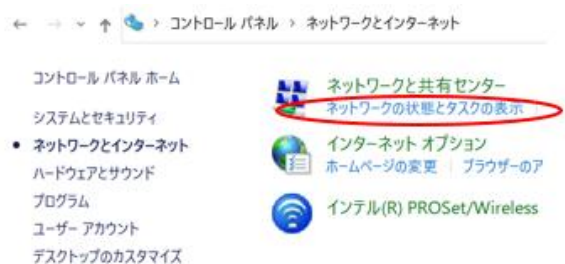 コントロール パネル › ネットワークとインターネット
コントロール パネル ホーム
システムとセキュリティ
ネットワークとインターネット
ハードウェアとサウンド
プログラム
ユーザー アカウント
デスクトップのカスタマイズ
ネットワークと共有センター
ネットワークの状態とタスクの表示
インターネット オプション
ホームページの変更 | ブラウザーのア
インテル(R) PROSet/Wireless